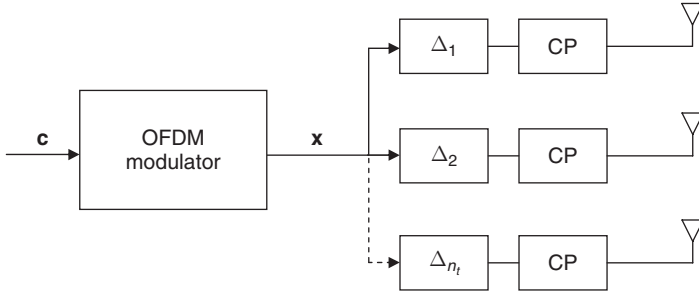 c
OFDM
modulator
x
Δ₁
CP
Δ₂
CP
Δₙₜ
CP